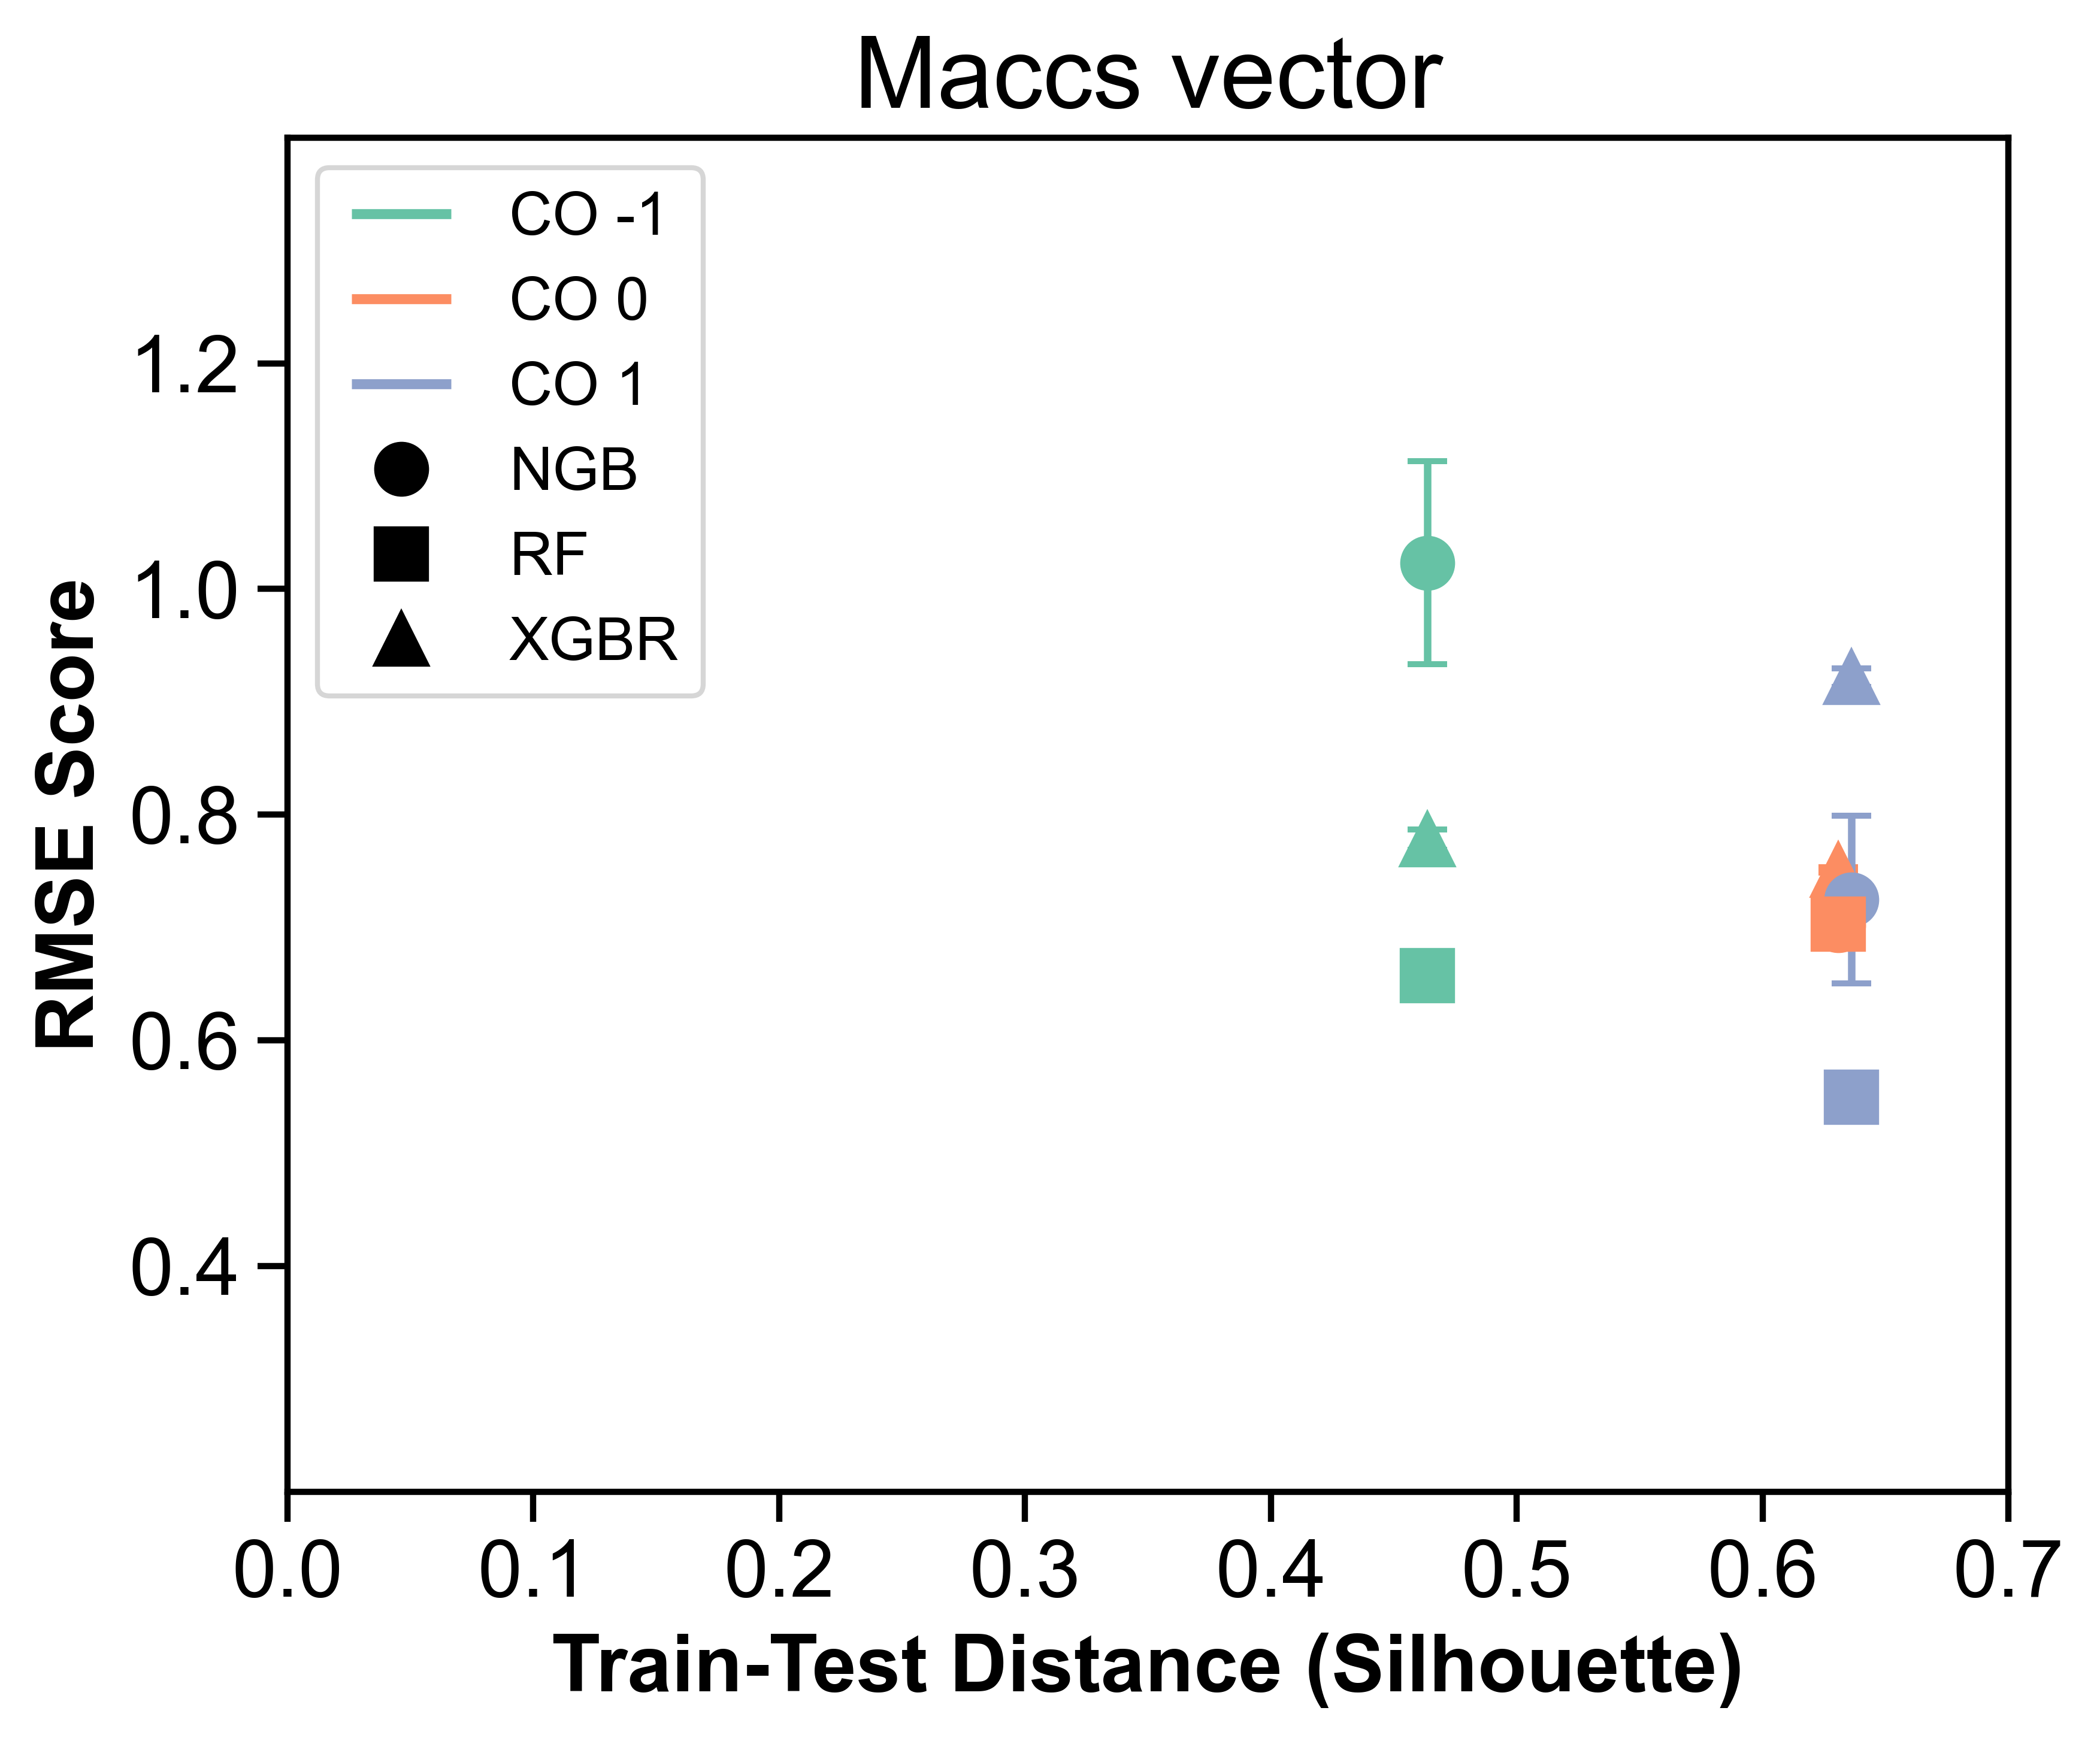 Maccs vector
CO -1
CO 0
CO 1
NGB
RF
XGBR
RMSE Score
1.2
1.0
0.8
0.6
0.4
0.0 0.1 0.2 0.3 0.4 0.5 0.6 0.7
Train-Test Distance (Silhouette)